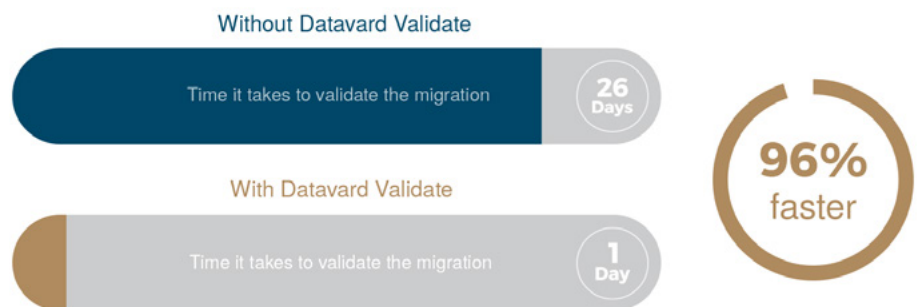 Without Datavard Validate
Time it takes to validate the migration
26
Days
With Datavard Validate
Time it takes to validate the migration
1
Day
96%
faster